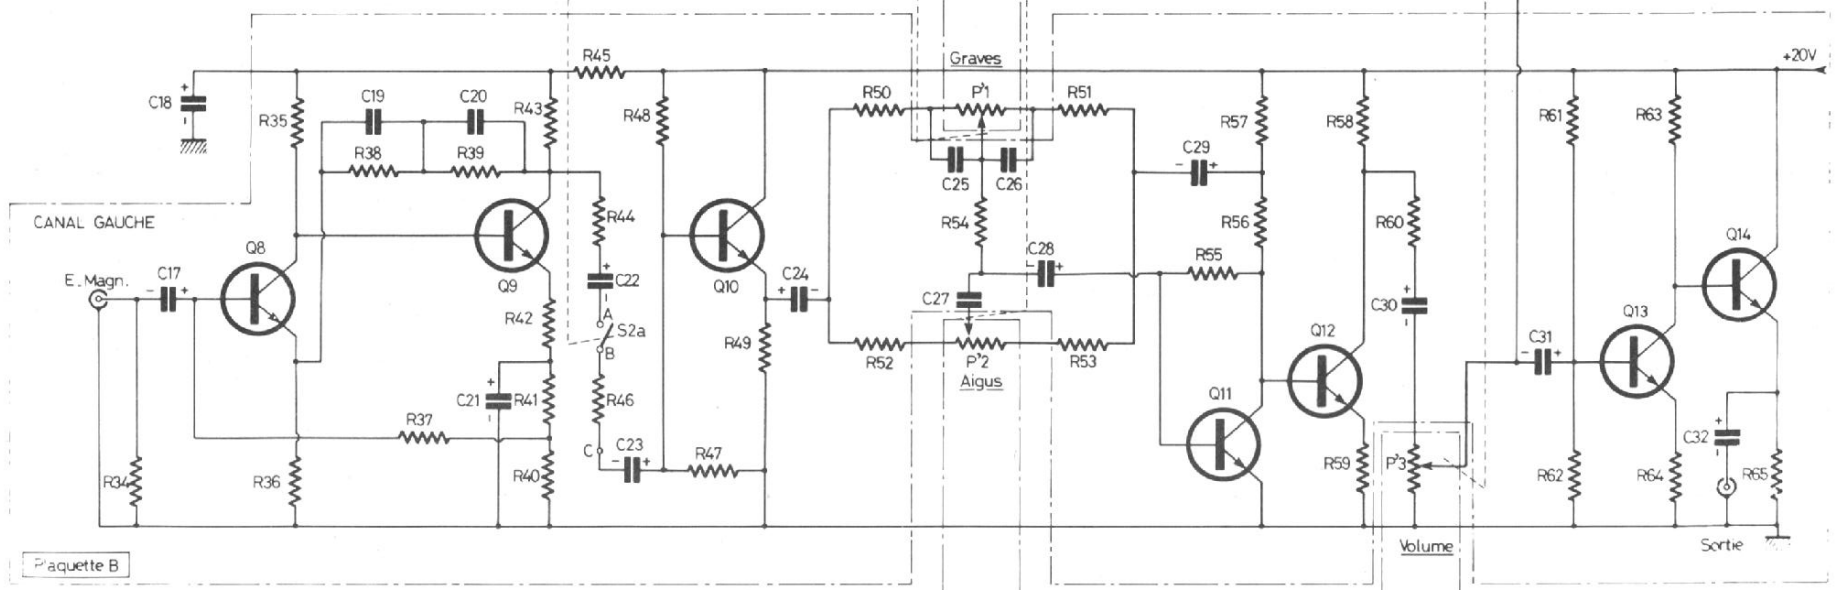 Graves
+20V
R45
C18
R35
C19
C20
R43
R48
R50
P'1
R51
R57
R58
R61
R63
R38
R39
C25
C26
C29
CANAL GAUCHE
R44
R54
R56
R60
Q8
Q14
E. Magn.
C17
Q9
C22
Q10
C24
C28
R55
C27
C30
A
S2a
B
R42
R49
Q12
Q13
C31
R52
P'2
R53
Aigus
C21
R41
R46
Q11
R37
C
C23
R47
C32
R34
R36
R40
R59
P'3
R62
R64
R65
Plaquette B
Volume
Sortie